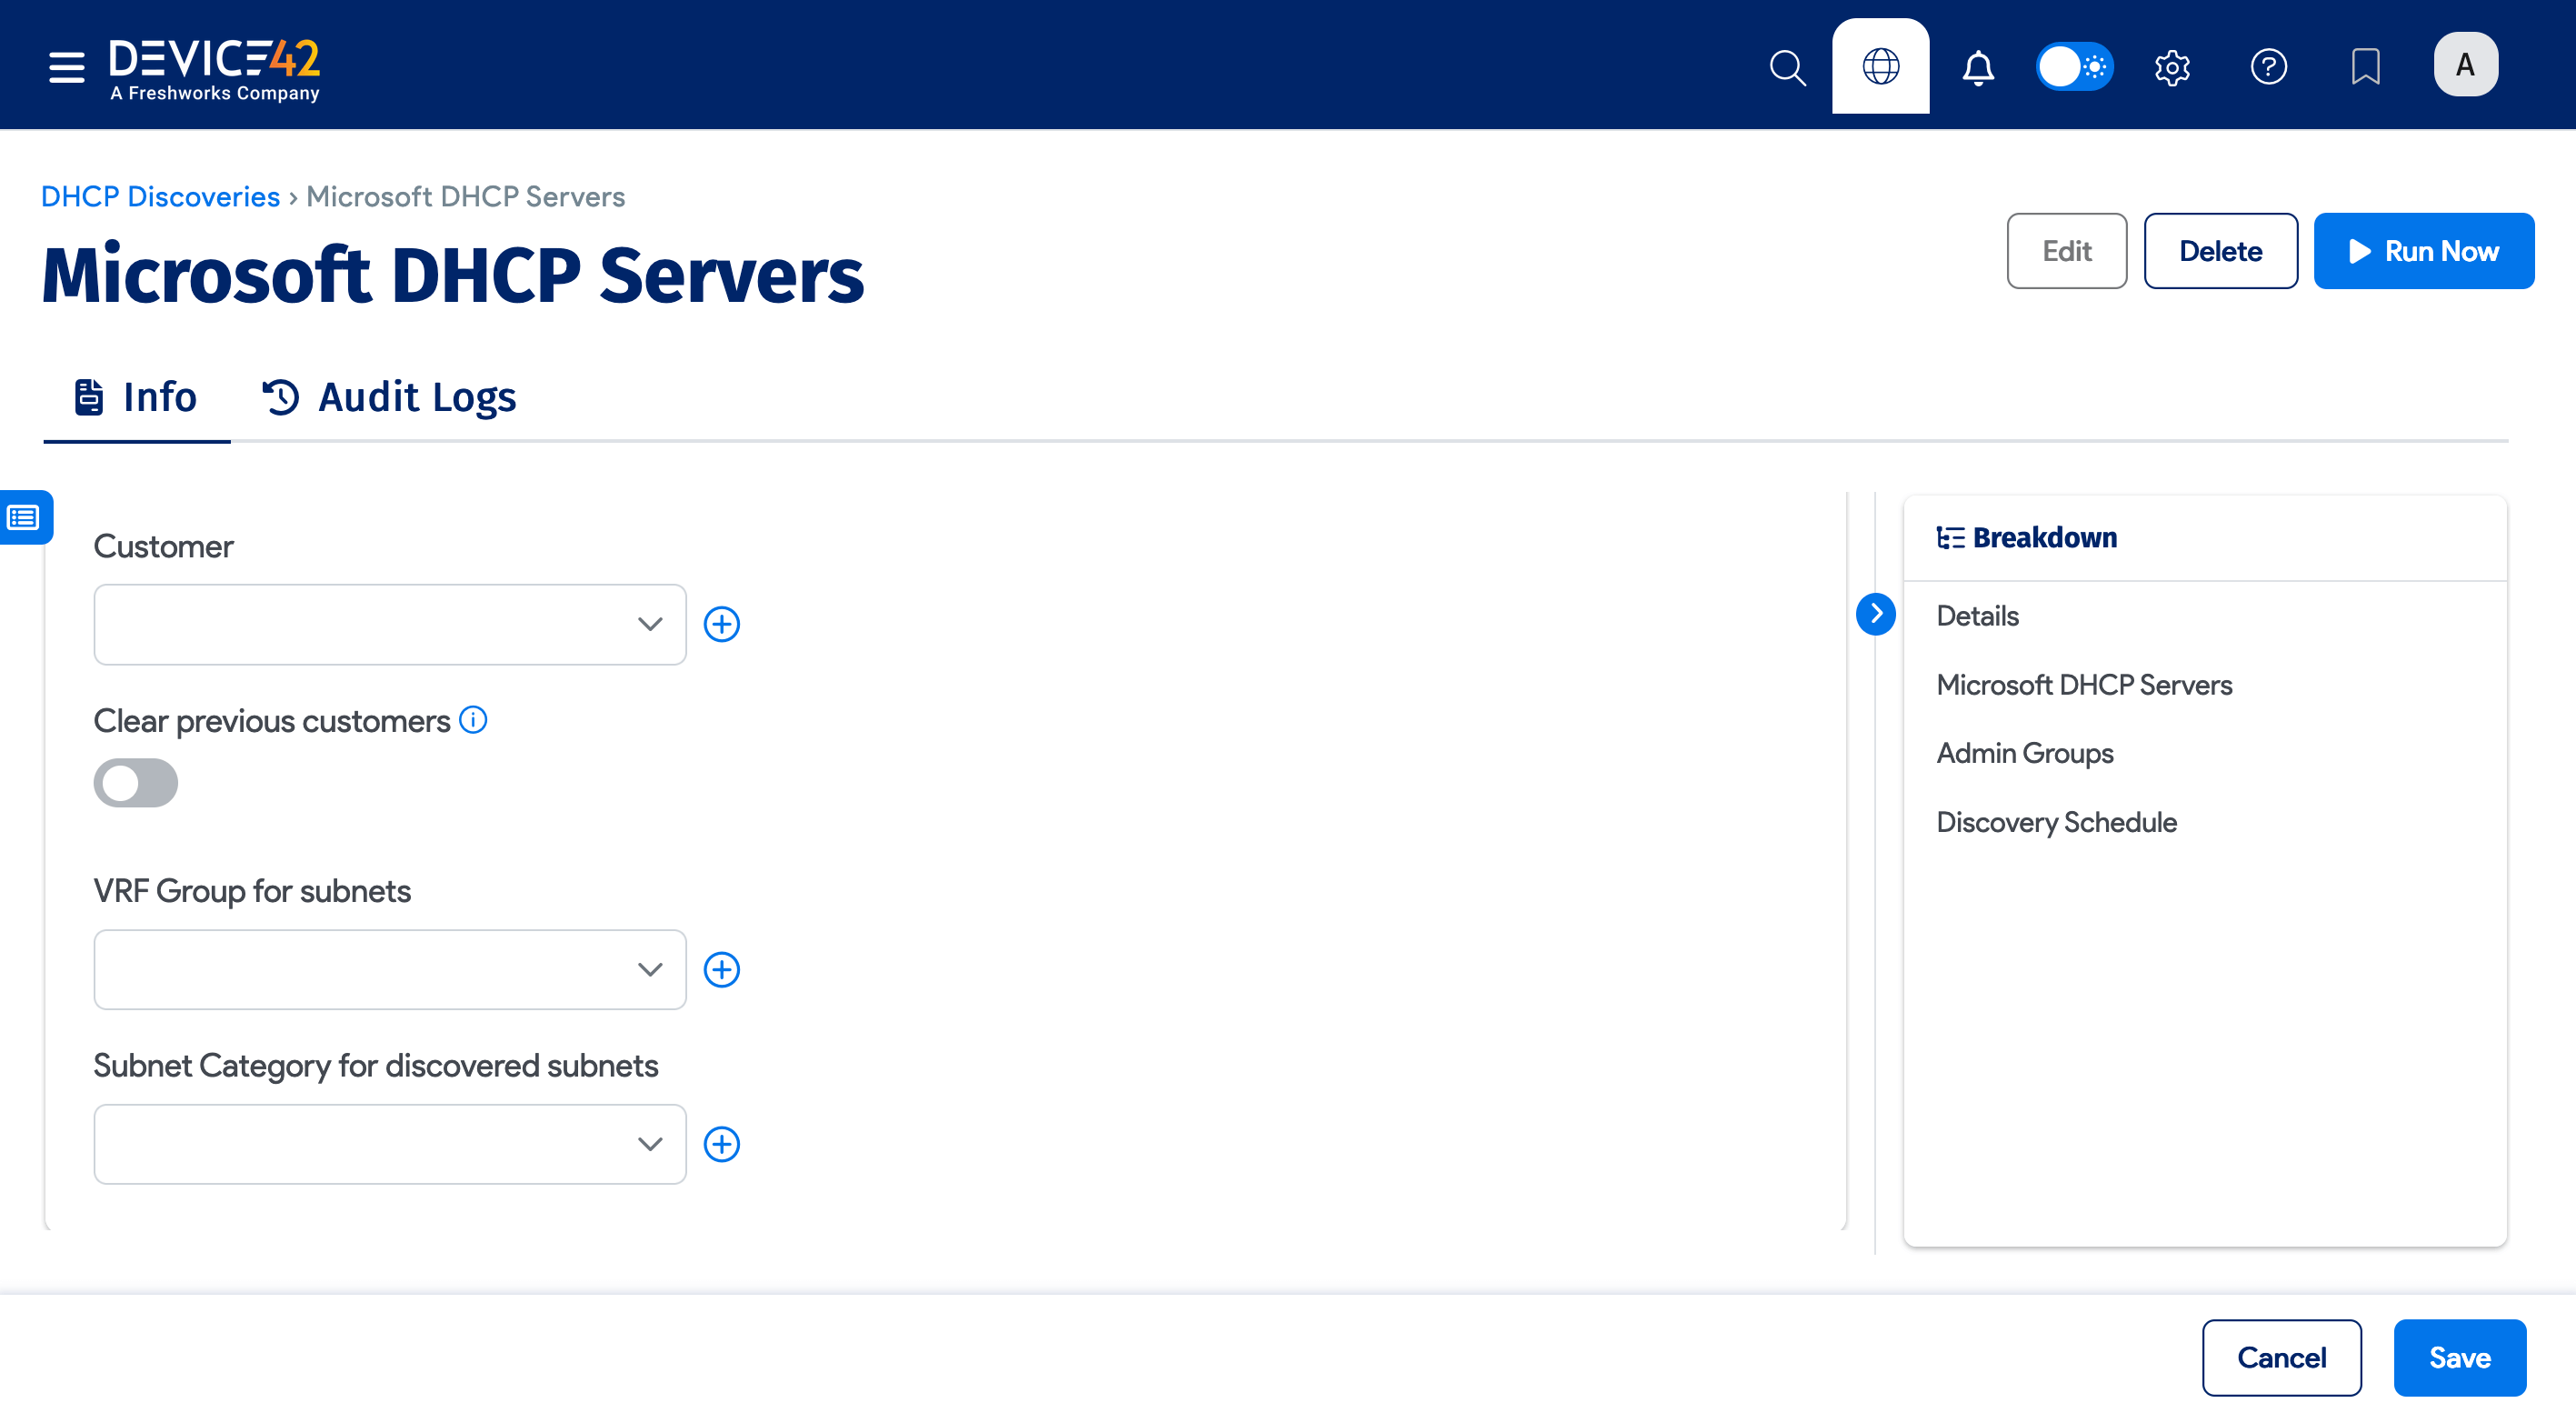 DEVICE42
A Freshworks Company
A
DHCP Discoveries › Microsoft DHCP Servers
Microsoft DHCP Servers
Edit
Delete
Run Now
Info
Audit Logs
Customer
Clear previous customers
VRF Group for subnets
Subnet Category for discovered subnets
Breakdown
Details
Microsoft DHCP Servers
Admin Groups
Discovery Schedule
Cancel
Save